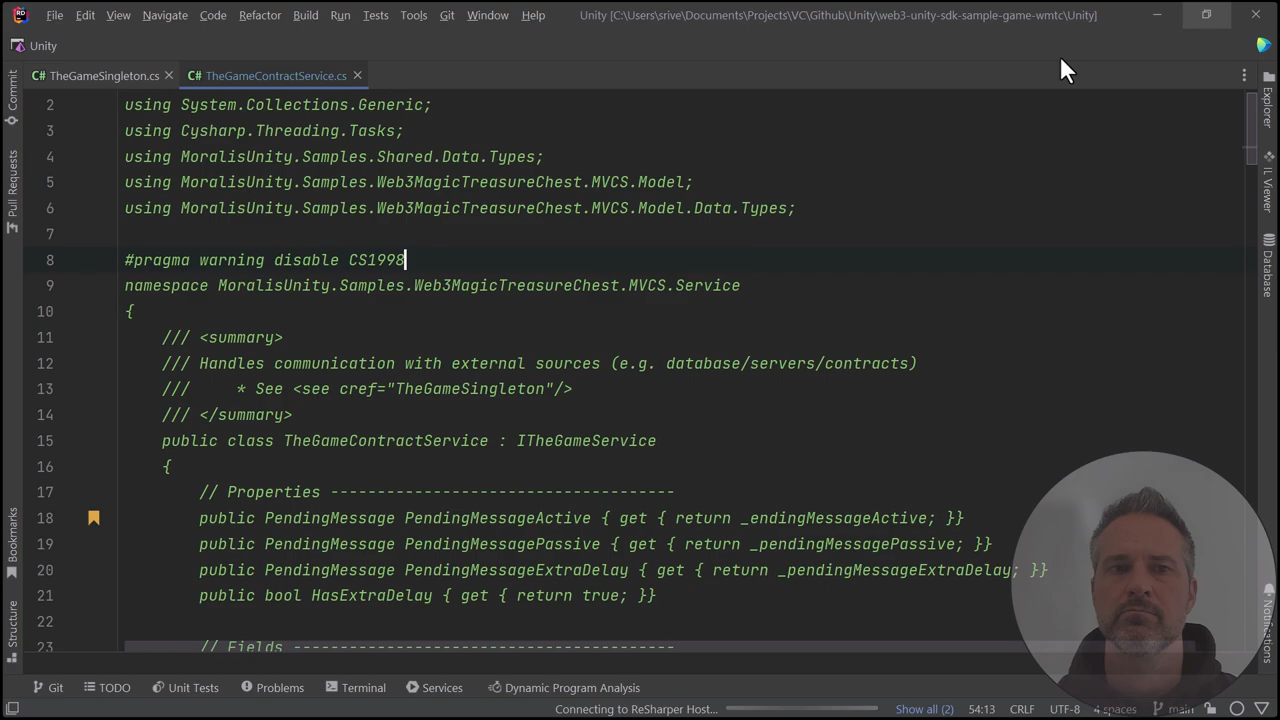 File Edit View Navigate Code Refactor Build Run Tests Tools Git Window Help Unity [C:\Users\srive\Documents\Projects\VC\Github\Unity\web3-unity-sdk-sample-game-wmtc\Unity]
Unity
C# TheGameSingleton.cs C# TheGameContractService.cs
2 using System.Collections.Generic;
3 using Cysharp.Threading.Tasks;
4 using MoralisUnity.Samples.Shared.Data.Types;
5 using MoralisUnity.Samples.Web3MagicTreasureChest.MVCS.Model;
6 using MoralisUnity.Samples.Web3MagicTreasureChest.MVCS.Model.Data.Types;
7
8 #pragma warning disable CS1998
9 namespace MoralisUnity.Samples.Web3MagicTreasureChest.MVCS.Service
10 {
11 /// <summary>
12 /// Handles communication with external sources (e.g. database/servers/contracts)
13 ///     * See <see cref="TheGameSingleton"/>
14 /// </summary>
15 public class TheGameContractService : ITheGameService
16 {
17 // Properties -------------------------------------
18 public PendingMessage PendingMessageActive { get { return _endingMessageActive; }}
19 public PendingMessage PendingMessagePassive { get { return _pendingMessagePassive; }}
20 public PendingMessage PendingMessageExtraDelay { get { return _pendingMessageExtraDelay; }}
21 public bool HasExtraDelay { get { return true; }}
22
23 // Fields -----------------------------------------
Commit
Pull Requests
Bookmarks
Structure
Explorer
IL Viewer
Database
Notifications
Git TODO Unit Tests Problems Terminal Services Dynamic Program Analysis
Connecting to ReSharper Host... Show all (2) 54:13 CRLF UTF-8 4 spaces main